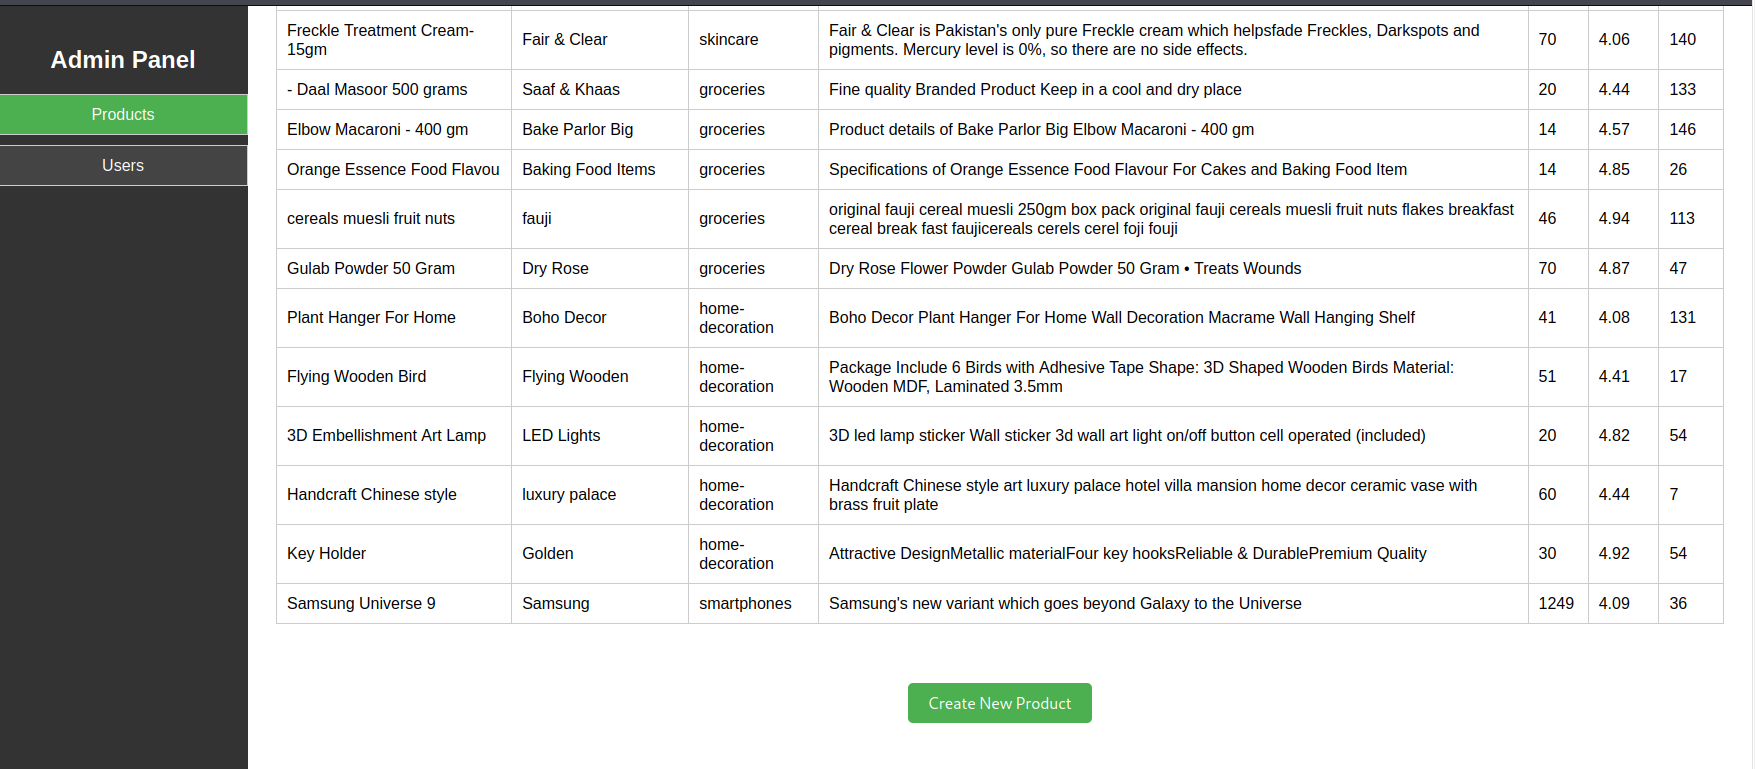 Admin Panel
Products
Users
Freckle Treatment Cream-
15gm
Fair & Clear
skincare
Fair & Clear is Pakistan's only pure Freckle cream which helpsfade Freckles, Darkspots and
pigments. Mercury level is 0%, so there are no side effects.
70
4.06
140
- Daal Masoor 500 grams
Saaf & Khaas
groceries
Fine quality Branded Product Keep in a cool and dry place
20
4.44
133
Elbow Macaroni - 400 gm
Bake Parlor Big
groceries
Product details of Bake Parlor Big Elbow Macaroni - 400 gm
14
4.57
146
Orange Essence Food Flavou
Baking Food Items
groceries
Specifications of Orange Essence Food Flavour For Cakes and Baking Food Item
14
4.85
26
cereals muesli fruit nuts
fauji
groceries
original fauji cereal muesli 250gm box pack original fauji cereals muesli fruit nuts flakes breakfast
cereal break fast faujicereals cerels cerel foji fouji
46
4.94
113
Gulab Powder 50 Gram
Dry Rose
groceries
Dry Rose Flower Powder Gulab Powder 50 Gram • Treats Wounds
70
4.87
47
Plant Hanger For Home
Boho Decor
home-
decoration
Boho Decor Plant Hanger For Home Wall Decoration Macrame Wall Hanging Shelf
41
4.08
131
Flying Wooden Bird
Flying Wooden
home-
decoration
Package Include 6 Birds with Adhesive Tape Shape: 3D Shaped Wooden Birds Material:
Wooden MDF, Laminated 3.5mm
51
4.41
17
3D Embellishment Art Lamp
LED Lights
home-
decoration
3D led lamp sticker Wall sticker 3d wall art light on/off button cell operated (included)
20
4.82
54
Handcraft Chinese style
luxury palace
home-
decoration
Handcraft Chinese style art luxury palace hotel villa mansion home decor ceramic vase with
brass fruit plate
60
4.44
7
Key Holder
Golden
home-
decoration
Attractive DesignMetallic materialFour key hooksReliable & DurablePremium Quality
30
4.92
54
Samsung Universe 9
Samsung
smartphones
Samsung's new variant which goes beyond Galaxy to the Universe
1249
4.09
36
Create New Product